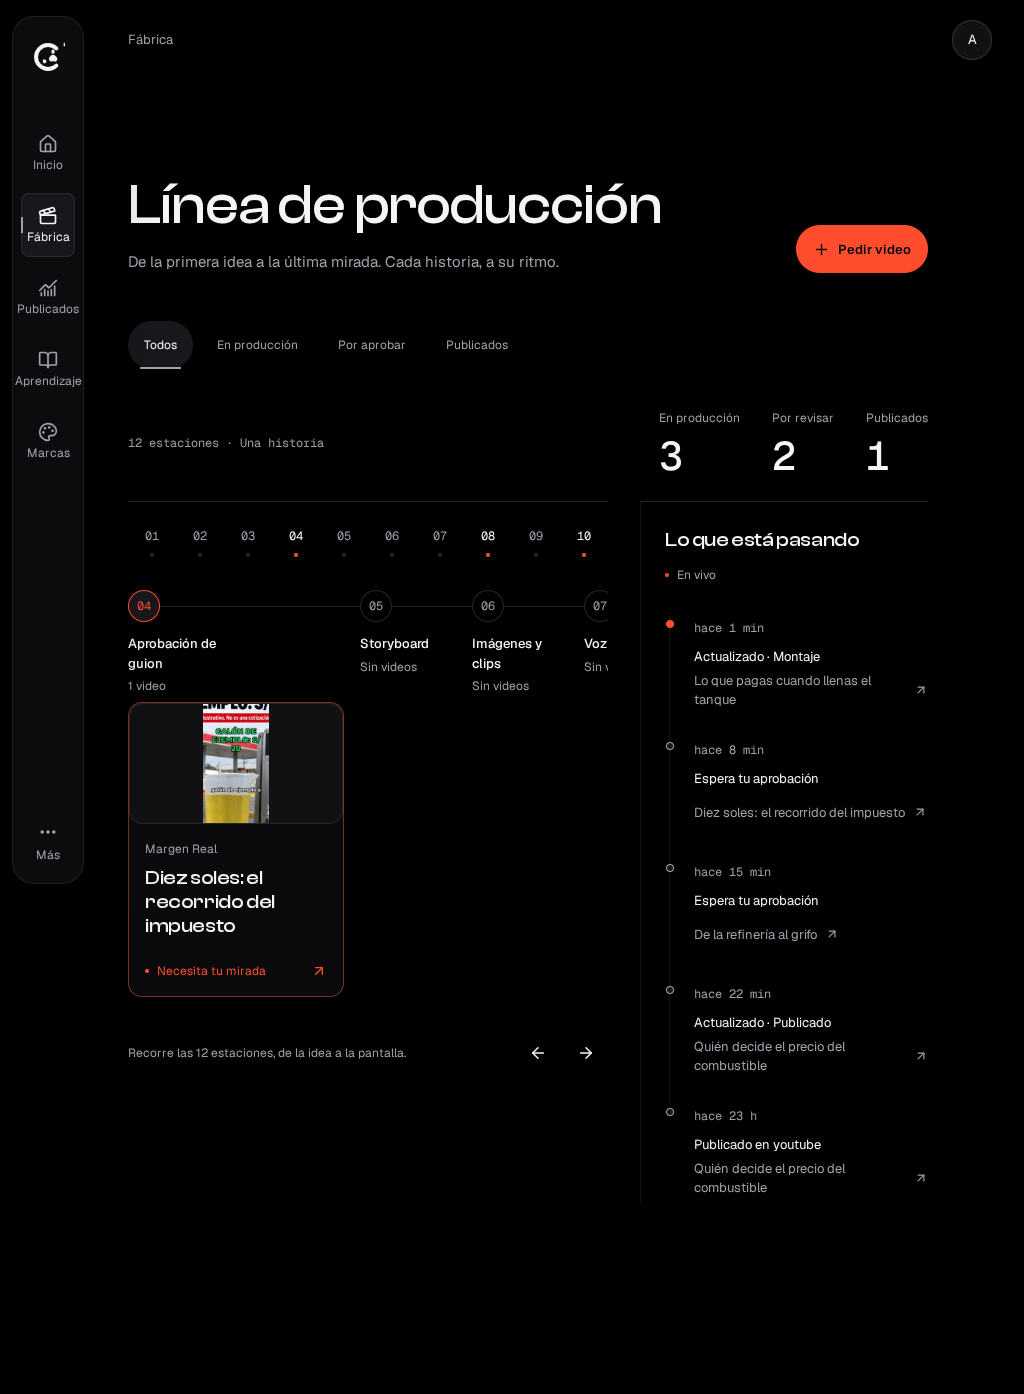 Fábrica
A
Inicio
Fábrica
Publicados
Aprendizaje
Marcas
Más
Línea de producción
De la primera idea a la última mirada. Cada historia, a su ritmo.
Pedir video
Todos
En producción
Por aprobar
Publicados
12 estaciones · Una historia
En producción
3
Por revisar
2
Publicados
1
01 02 03 04 05 06 07 08 09 10
04
Aprobación de
guion
1 video
05
Storyboard
Sin videos
06
Imágenes y
clips
Sin videos
07
Voz
Sin
GALÓN DE
EJEMPLO: S/
20
galón de ejemplo
Margen Real
Diez soles: el
recorrido del
impuesto
Necesita tu mirada
Recorre las 12 estaciones, de la idea a la pantalla.
Lo que está pasando
En vivo
hace 1 min
Actualizado · Montaje
Lo que pagas cuando llenas el
tanque
hace 8 min
Espera tu aprobación
Diez soles: el recorrido del impuesto
hace 15 min
Espera tu aprobación
De la refinería al grifo
hace 22 min
Actualizado · Publicado
Quién decide el precio del
combustible
hace 23 h
Publicado en youtube
Quién decide el precio del
combustible